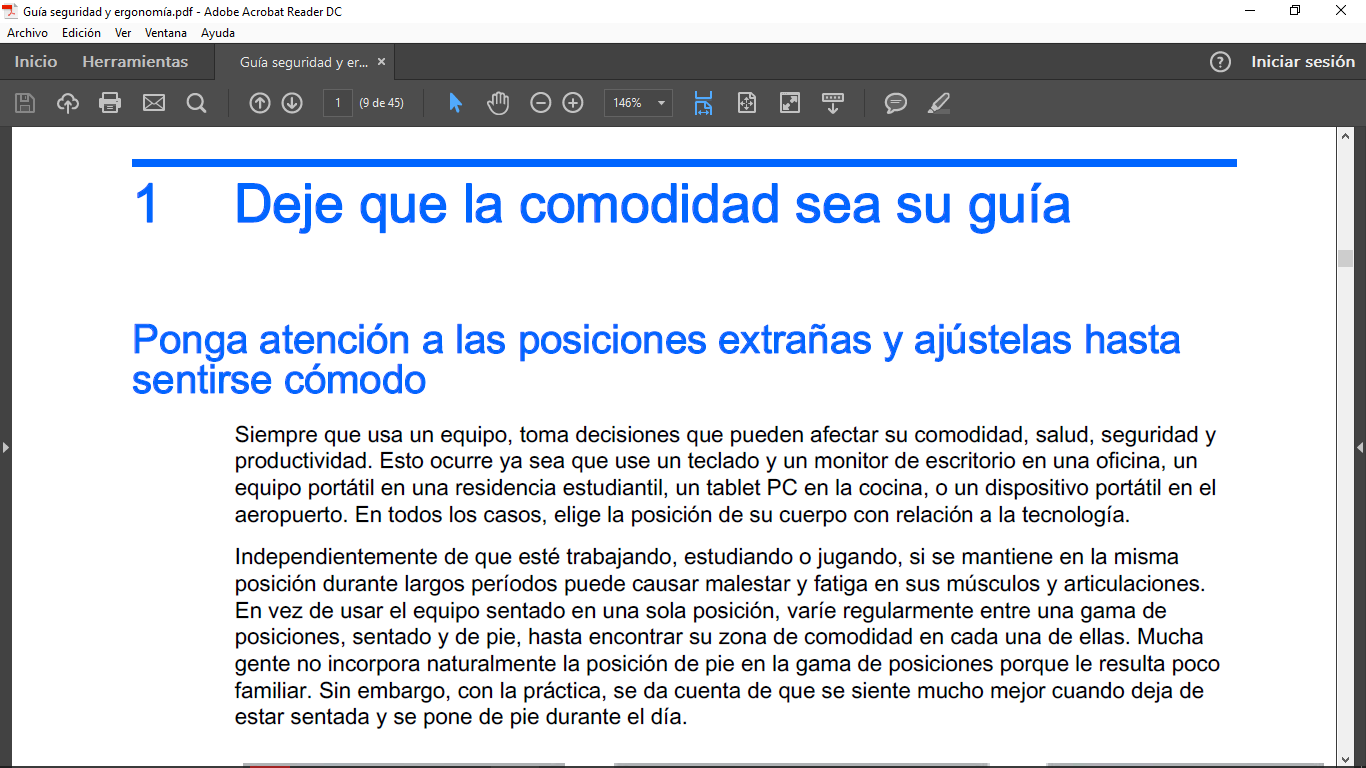 Guía seguridad y ergonomía.pdf - Adobe Acrobat Reader DC
Archivo Edición Ver Ventana Ayuda
Inicio Herramientas Guía seguridad y er... × ? Iniciar sesión
1 (9 de 45) 146%
1 Deje que la comodidad sea su guía
Ponga atención a las posiciones extrañas y ajústelas hasta
sentirse cómodo
Siempre que usa un equipo, toma decisiones que pueden afectar su comodidad, salud, seguridad y
productividad. Esto ocurre ya sea que use un teclado y un monitor de escritorio en una oficina, un
equipo portátil en una residencia estudiantil, un tablet PC en la cocina, o un dispositivo portátil en el
aeropuerto. En todos los casos, elige la posición de su cuerpo con relación a la tecnología.
Independientemente de que esté trabajando, estudiando o jugando, si se mantiene en la misma
posición durante largos períodos puede causar malestar y fatiga en sus músculos y articulaciones.
En vez de usar el equipo sentado en una sola posición, varíe regularmente entre una gama de
posiciones, sentado y de pie, hasta encontrar su zona de comodidad en cada una de ellas. Mucha
gente no incorpora naturalmente la posición de pie en la gama de posiciones porque le resulta poco
familiar. Sin embargo, con la práctica, se da cuenta de que se siente mucho mejor cuando deja de
estar sentada y se pone de pie durante el día.